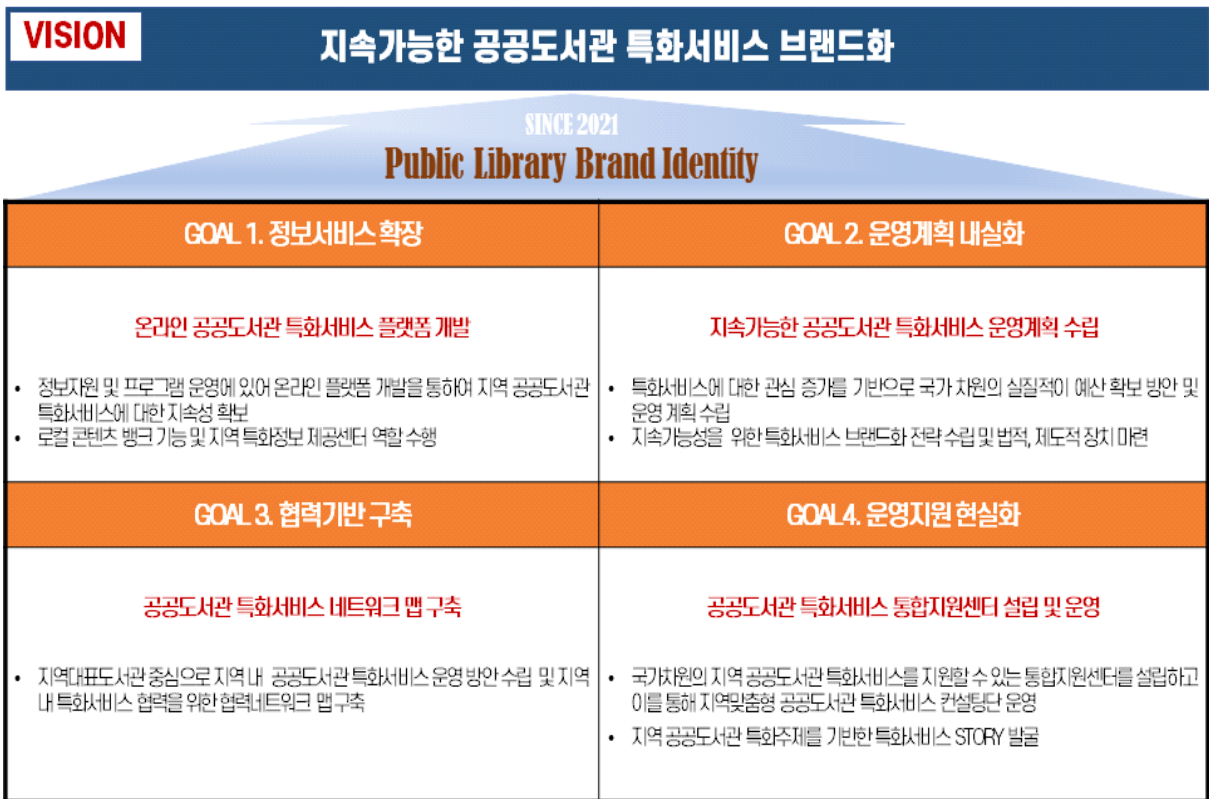 VISION
지속가능한 공공도서관 특화서비스 브랜드화
SINCE 2021
Public Library Brand Identity
GOAL 1. 정보서비스 확장
온라인 공공도서관 특화서비스 플랫폼 개발
• 정보자원 및 프로그램 운영에 있어 온라인 플랫폼 개발을 통하여 지역 공공도서관
특화서비스에 대한 지속성 확보
• 로컬 콘텐츠 뱅크 기능 및 지역 특화정보 제공센터 역할 수행
GOAL 2. 운영계획 내실화
지속가능한 공공도서관 특화서비스 운영계획 수립
• 특화서비스에 대한 관심 증가를 기반으로 국가 차원의 실질적이 예산 확보 방안 및
운영 계획 수립
• 지속가능성을 위한 특화서비스 브랜드화 전략 수립 및 법적, 제도적 장치 마련
GOAL 3. 협력기반 구축
공공도서관 특화서비스 네트워크 맵 구축
• 지역대표도서관 중심으로 지역 내 공공도서관 특화서비스 운영 방안 수립 및 지역
내 특화서비스 협력을 위한 협력네트워크 맵 구축
GOAL4. 운영지원 현실화
공공도서관 특화서비스 통합지원센터 설립 및 운영
• 국가차원의 지역 공공도서관 특화서비스를 지원할 수 있는 통합지원센터를 설립하고
이를 통해 지역맞춤형 공공도서관 특화서비스 컨설팅단 운영
• 지역 공공도서관 특화주제를 기반한 특화서비스 STORY 발굴